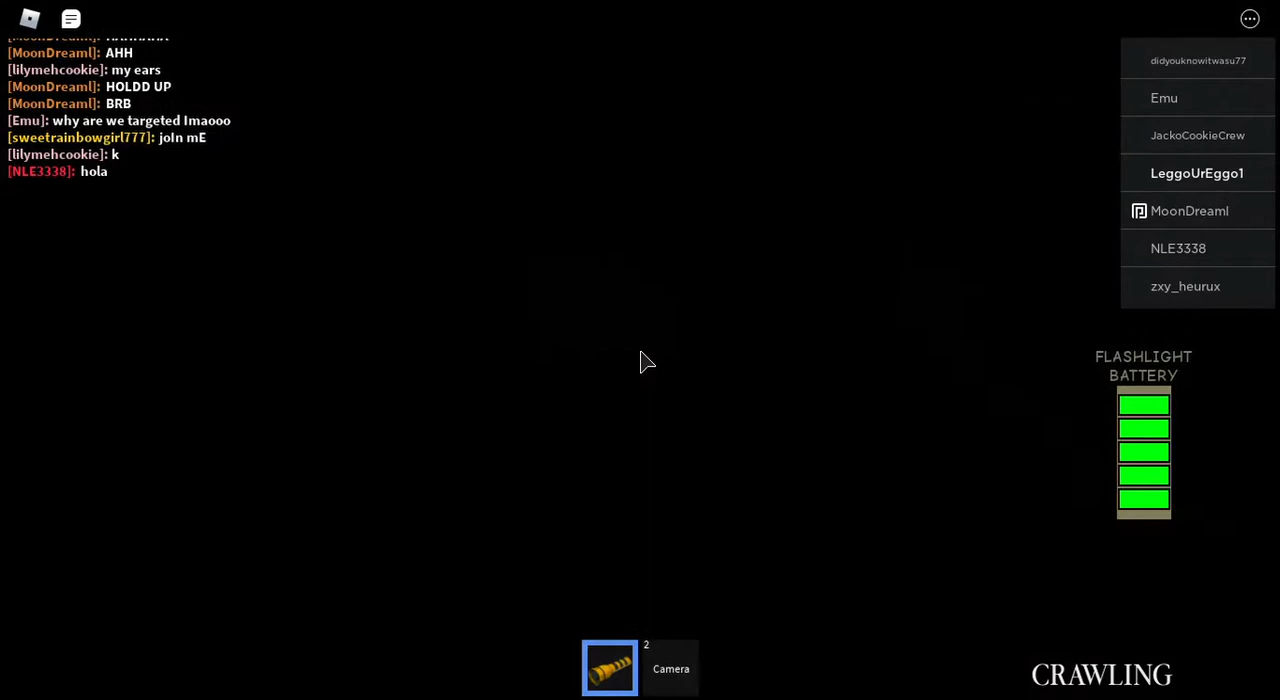 [MoonDreaml]: AHH
[lilymehcookie]: my ears
[MoonDreaml]: HOLDD UP
[MoonDreaml]: BRB
[Emu]: why are we targeted lmaooo
[sweetrainbowgirl777]: joIn mE
[lilymehcookie]: k
[NLE3338]: hola
didyouknowitwasu77
Emu
JackoCookieCrew
LeggoUrEggo1
MoonDreaml
NLE3338
zxy_heurux
FLASHLIGHT
BATTERY
2
Camera
CRAWLING